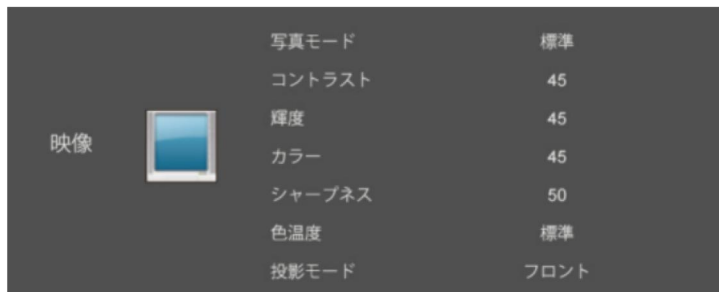 写真モード 標準
コントラスト 45
輝度 45
映像
カラー 45
シャープネス 50
色温度 標準
投影モード フロント